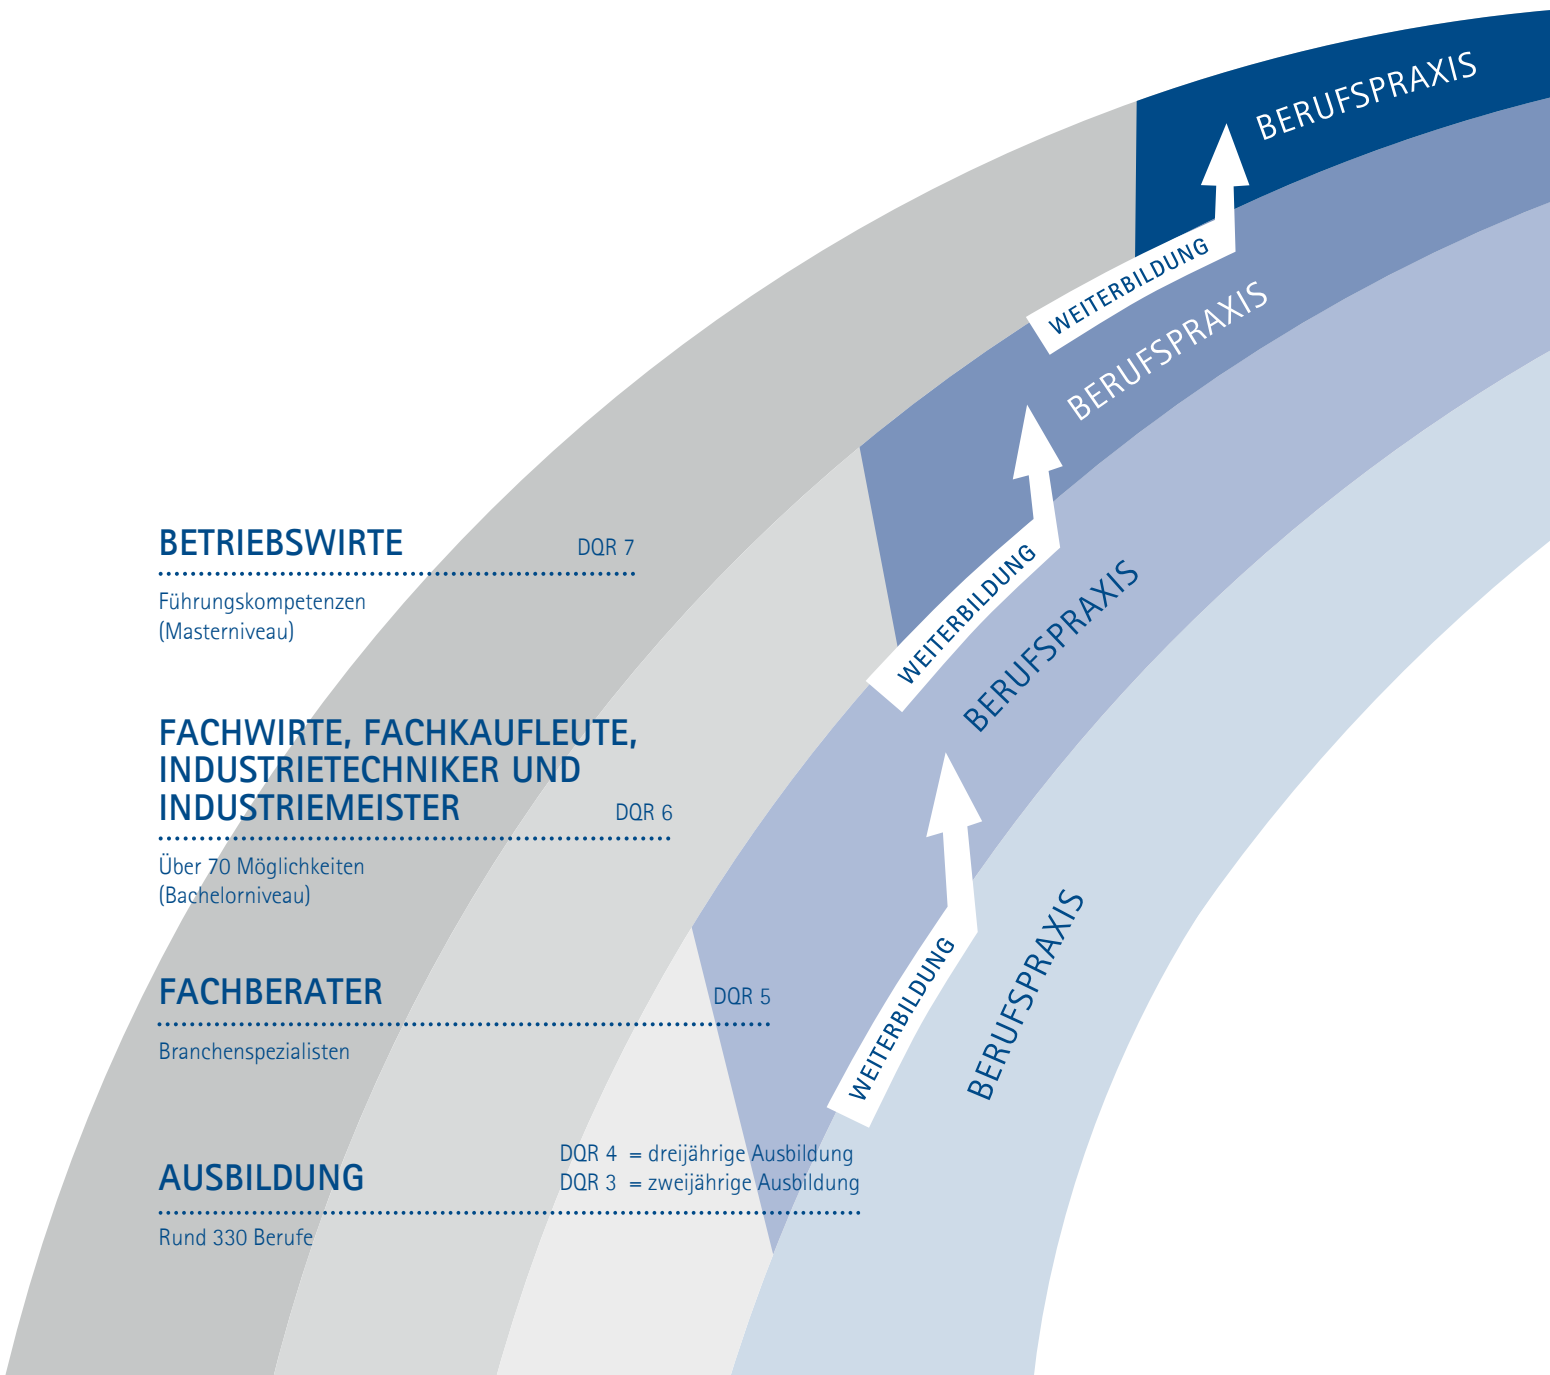 BERUFSPRAXIS
WEITERBILDUNG
BERUFSPRAXIS
BETRIEBSWIRTE DQR 7
Führungskompetenzen
(Masterniveau)
WEITERBILDUNG
BERUFSPRAXIS
FACHWIRTE, FACHKAUFLEUTE,
INDUSTRIETECHNIKER UND
INDUSTRIEMEISTER DQR 6
Über 70 Möglichkeiten
(Bachelorniveau)
WEITERBILDUNG
BERUFSPRAXIS
FACHBERATER DQR 5
Branchenspezialisten
AUSBILDUNG
DQR 4 = dreijährige Ausbildung
DQR 3 = zweijährige Ausbildung
Rund 330 Berufe